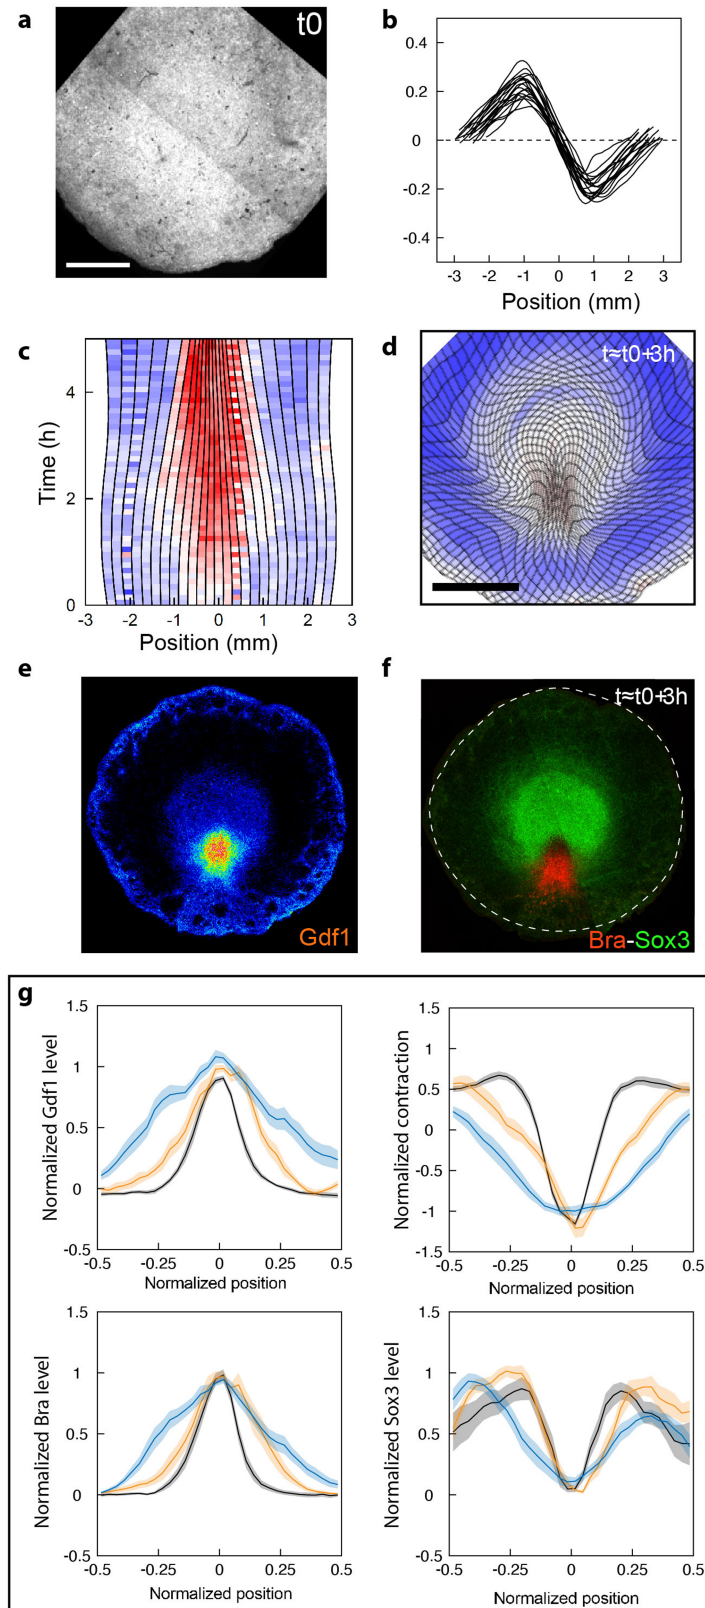 a
t0
b
0.4
0.2
0
-0.2
-0.4
-3 -2 -1 0 1 2 3
Position (mm)
c
Time (h)
4
2
0
-3 -2 -1 0 1 2 3
Position (mm)
d
t≈t0+3h
e
Gdf1
f
t≈t0+3h
Bra-Sox3
g
Normalized Gdf1 level
1.5
1
0.5
0
-0.5
-0.5 -0.25 0 0.25 0.5
Normalized position
Normalized contraction
1.5
1
0.5
0
-0.5
-1
-1.5
-0.5 -0.25 0 0.25 0.5
Normalized position
Normalized Bra level
1.5
1
0.5
0
-0.5
-0.5 -0.25 0 0.25 0.5
Normalized position
Normalized Sox3 level
1.5
1
0.5
0
-0.5
-0.5 -0.25 0 0.25 0.5
Normalized position